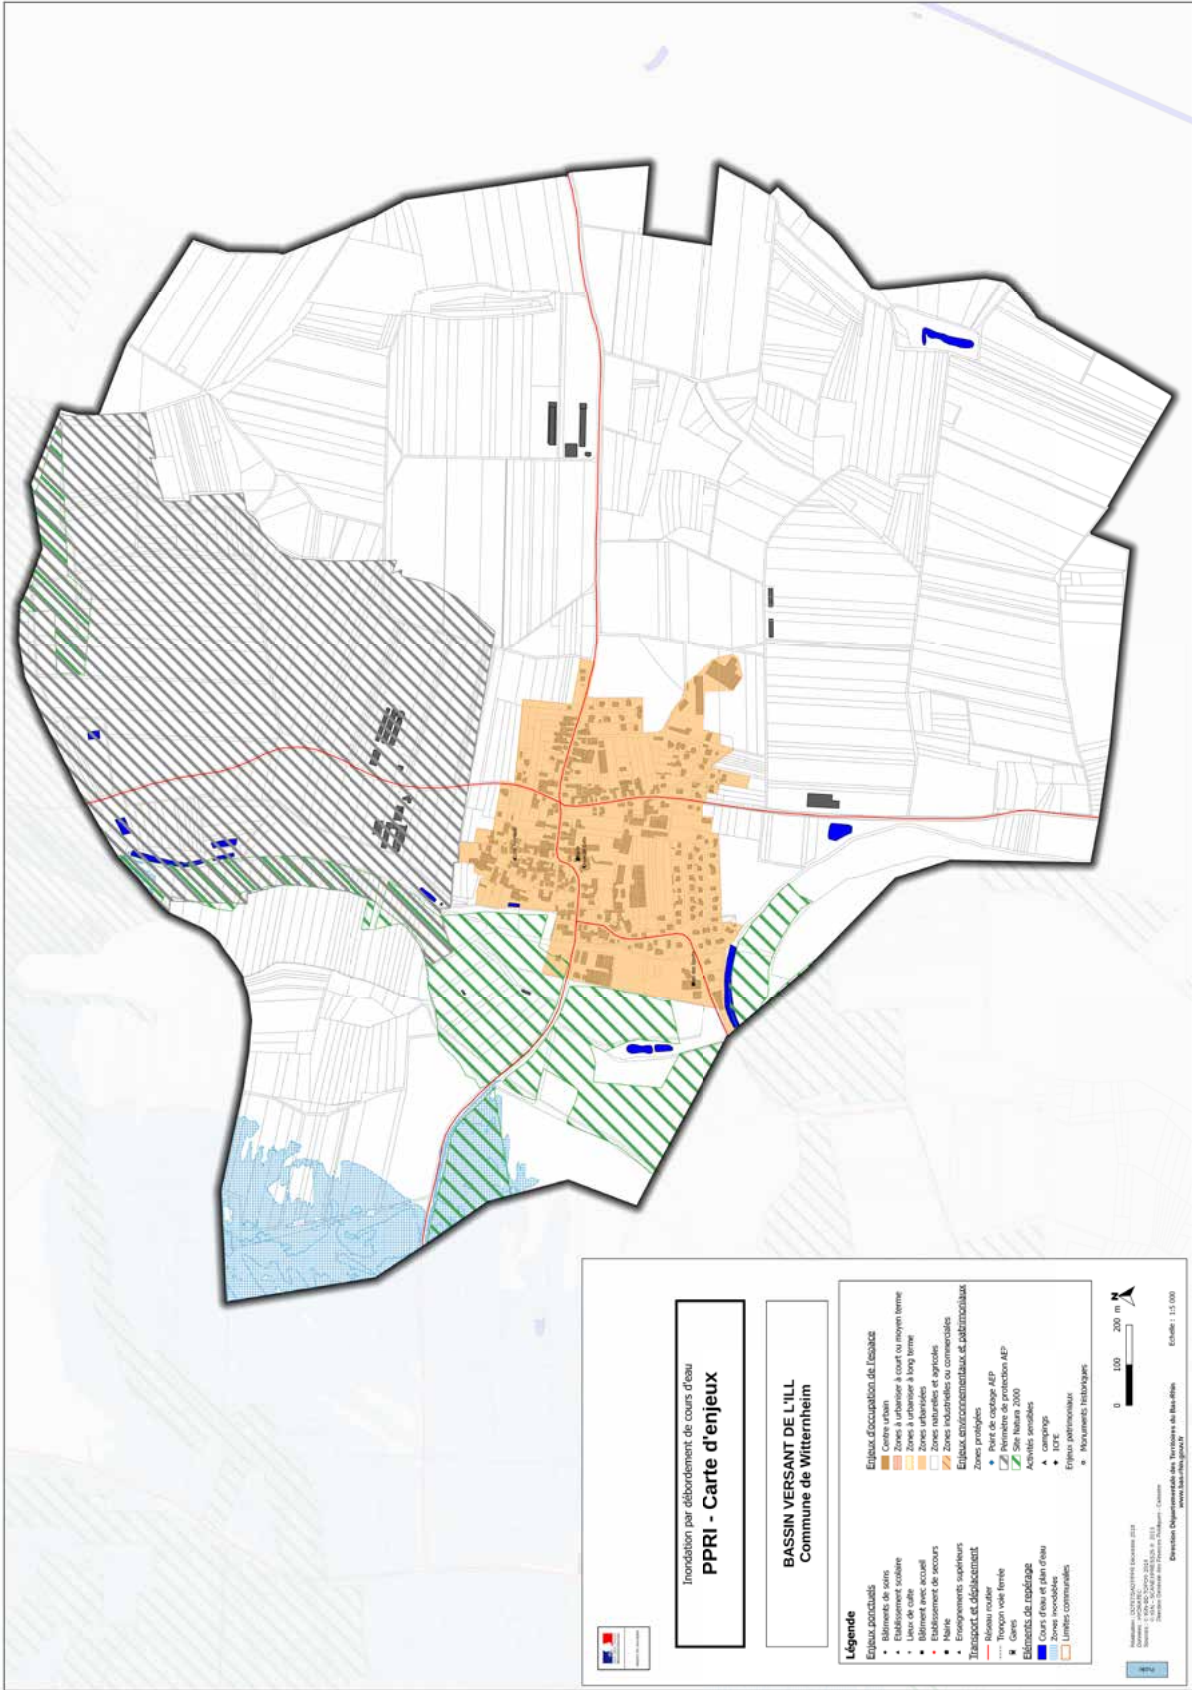 Inondation par débordement de cours d'eau
PPRI - Carte d'enjeux
BASSIN VERSANT DE L'ILL
Commune de Witternheim
Légende
Enjeux ponctuels
Bâtiments de soins
Etablissement scolaire
Lieux de culte
Bâtiment avec accueil
Etablissement de secours
Mairie
Enseignements supérieurs
Transport et déplacement
Réseau routier
Tronçon voie ferrée
Gares
Eléments de repérage
Cours d'eau et plan d'eau
Zones inondables
Limites communales
Enjeux d'occupation de l'espace
Centre urbain
Zones à urbaniser à court ou moyen terme
Zones à urbaniser à long terme
Zones urbanisées
Zones naturelles et agricoles
Zones industrielles ou commerciales
Enjeux environnementaux et patrimoniaux
Zones protégées
Point de captage AEP
Périmètre de protection AEP
Site Natura 2000
Activités sensibles
campings
ICPE
Enjeux patrimoniaux
Monuments historiques
0 100 200 m
N
Direction Départementale des Territoires du Bas-Rhin
www.bas-rhin.gouv.fr
Echelle : 1:5 000